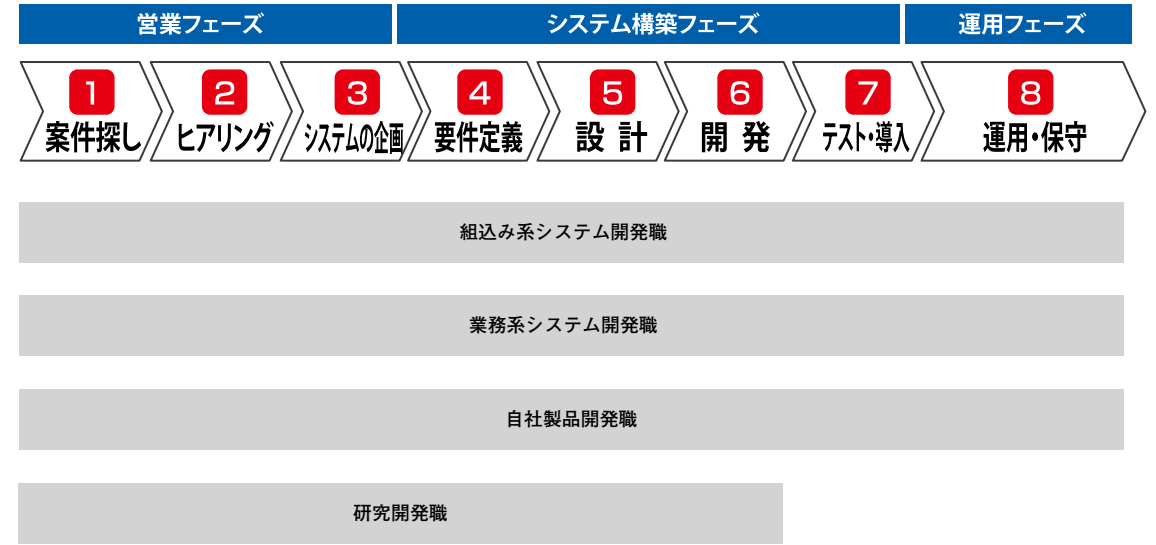 営業フェーズ
システム構築フェーズ
運用フェーズ
1
案件探し
2
ヒアリング
3
システムの企画
4
要件定義
5
設計
6
開発
7
テスト・導入
8
運用・保守
組込み系システム開発職
業務系システム開発職
自社製品開発職
研究開発職